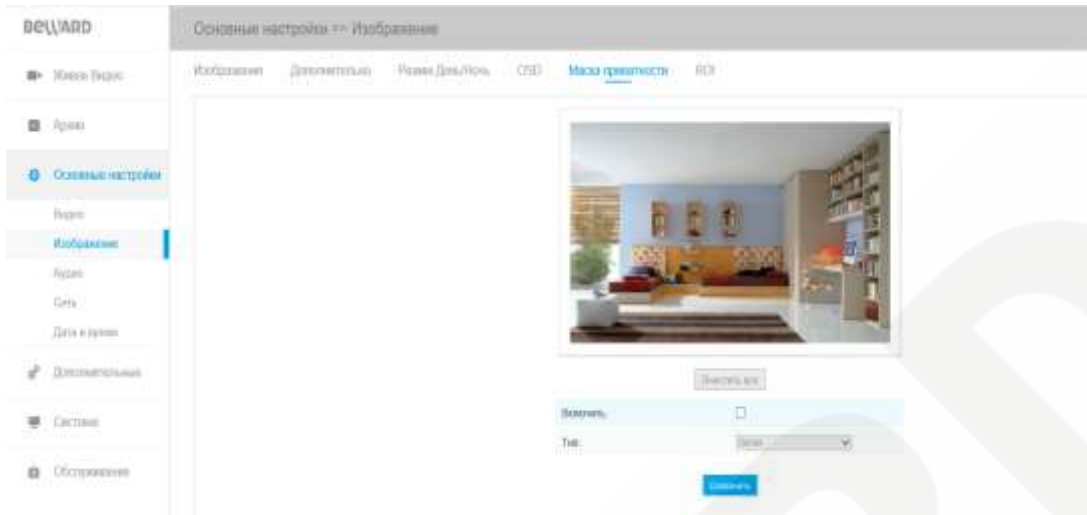 BEWARD
Основные настройки >> Изображение
Изображение Дополнительно Режим День/Ночь OSD Маска приватности ROI
Живое Видео
Архив
Основные настройки
Видео
Изображение
Аудио
Сеть
Дата и время
Дополнительные
Система
Обслуживание
Очистить все
Включить
Тип
Сохранить